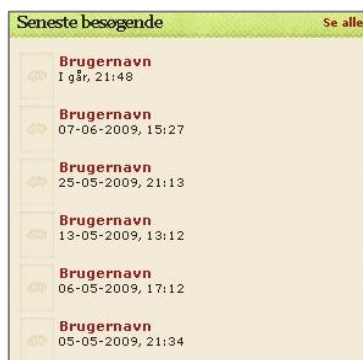 Seneste besøgende Se alle
Brugernavn
I går, 21:48
Brugernavn
07-06-2009, 15:27
Brugernavn
25-05-2009, 21:13
Brugernavn
13-05-2009, 13:12
Brugernavn
06-05-2009, 17:12
Brugernavn
05-05-2009, 21:34